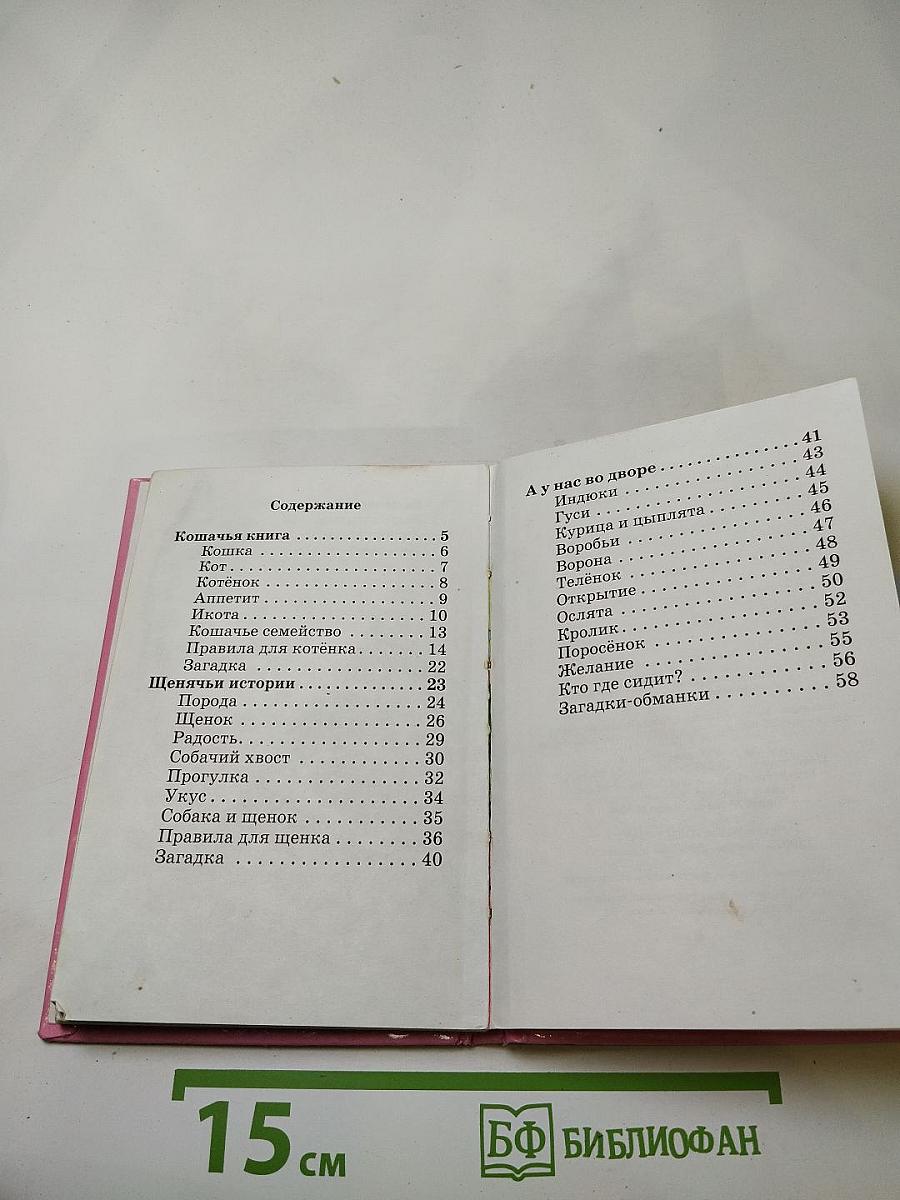 Содержание
Кошачья книга ................ 5
Кошка .................... 6
Кот ....................... 7
Котёнок .................... 8
Аппетит .................... 9
Икота ..................... 10
Кошачье семейство ........ 13
Правила для котёнка ....... 14
Загадка ................... 22
Щенячьи истории ............. 23
Порода .................... 24
Щенок .................... 26
Радость ................... 29
Собачий хвост ............ 30
Прогулка ................. 32
Укус ..................... 34
Собака и щенок ........... 35
Правила для щенка ........ 36
Загадка .................. 40
А у нас во дворе .............. 41
Индюки .................... 43
Гуси ...................... 44
Курица и цыплята .......... 45
Воробьи ................... 46
Ворона .................... 47
Телёнок ................... 48
Открытие .................. 49
Ослята .................... 50
Кролик .................... 52
Поросёнок ................. 53
Желание ................... 55
Кто где сидит? ............ 56
Загадки-обманки .......... 58
15 см
БФ БИБЛИОФАН